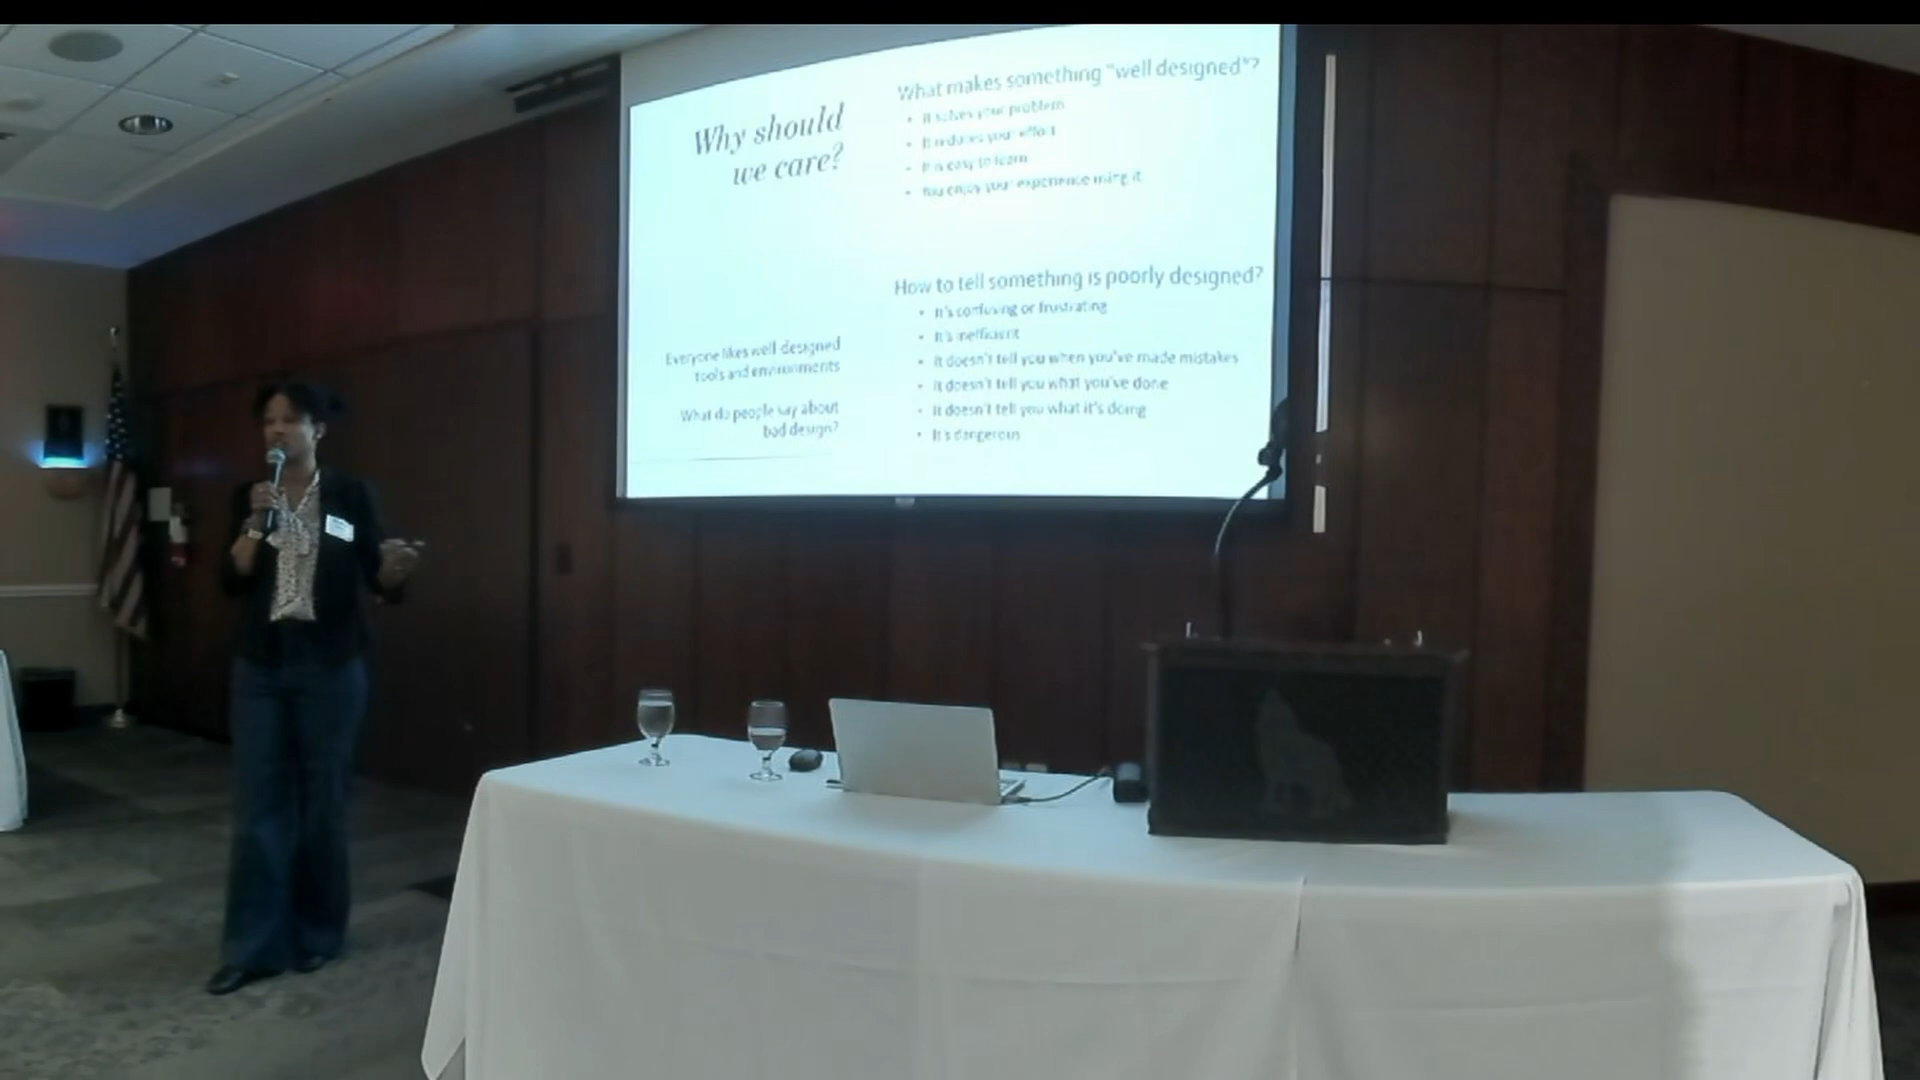 Why should
we care?
Everyone likes well-designed
tools and environments
What do people say about
bad design?
What makes something "well designed"?
• It solves your problem
• It reduces your effort
• It is easy to learn
• You enjoy your experience using it
How to tell something is poorly designed?
• It's confusing or frustrating
• It's inefficient
• It doesn't tell you when you've made mistakes
• It doesn't tell you what you've done
• It doesn't tell you what it's doing
• It's dangerous